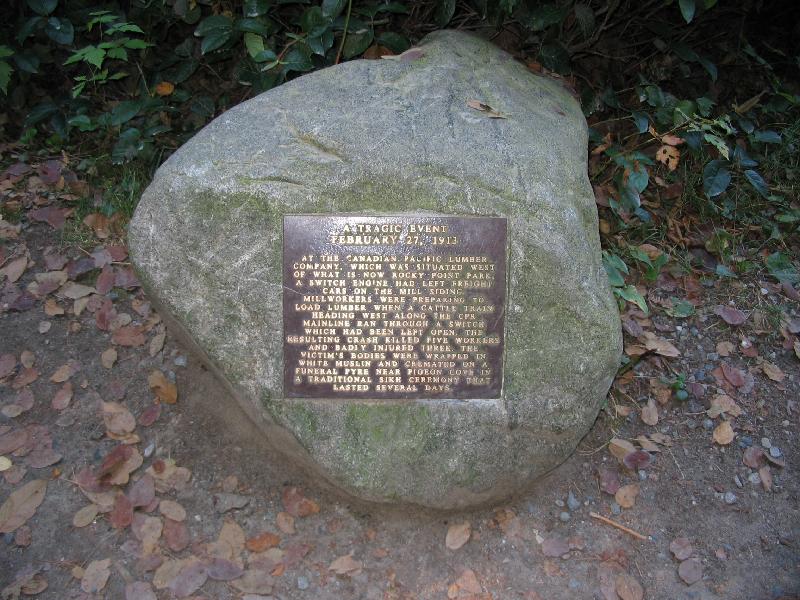 A TRAGIC EVENT
FEBRUARY 27, 1913
AT THE CANADIAN PACIFIC LUMBER
COMPANY, WHICH WAS SITUATED WEST
OF WHAT IS NOW ROCKY POINT PARK,
A SWITCH ENGINE HAD LEFT FREIGHT
CARS ON THE MILL SIDING.
MILLWORKERS WERE PREPARING TO
LOAD LUMBER WHEN A CATTLE TRAIN
HEADING WEST ALONG THE CPR
MAINLINE RAN THROUGH A SWITCH
WHICH HAD BEEN LEFT OPEN. THE
RESULTING CRASH KILLED FIVE WORKERS
AND BADLY INJURED THREE. THE
VICTIM'S BODIES WERE WRAPPED IN
WHITE MUSLIN AND CREMATED ON A
FUNERAL PYRE NEAR PIGEON COVE IN
A TRADITIONAL SIKH CEREMONY THAT
LASTED SEVERAL DAYS.